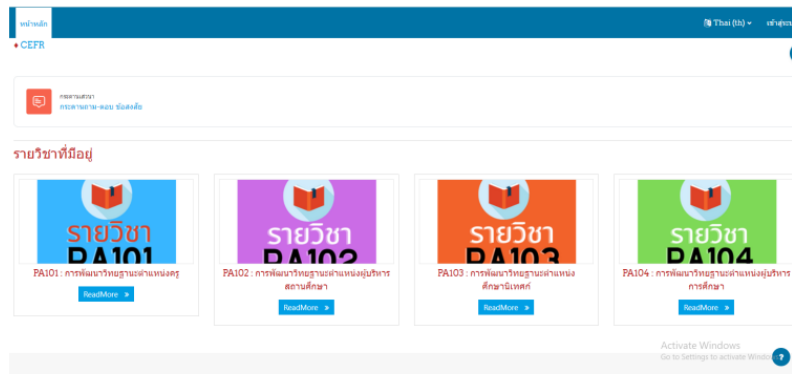 หน้าหลัก
Thai (th)
CEFR
กระดานเสวนา
กระดานถาม-ตอบ ข้อสงสัย
รายวิชาที่มีอยู่
รายวิชา
PA101
PA101 : การพัฒนาวิทยฐานะตำแหน่งครู
ReadMore »
รายวิชา
PA102
PA102 : การพัฒนาวิทยฐานะตำแหน่งผู้บริหาร
สถานศึกษา
ReadMore »
รายวิชา
PA103
PA103 : การพัฒนาวิทยฐานะตำแหน่ง
ศึกษานิเทศก์
ReadMore »
รายวิชา
PA104
PA104 : การพัฒนาวิทยฐานะตำแหน่งผู้บริหาร
การศึกษา
ReadMore »
Activate Windows
Go to Settings to activate Windo
?